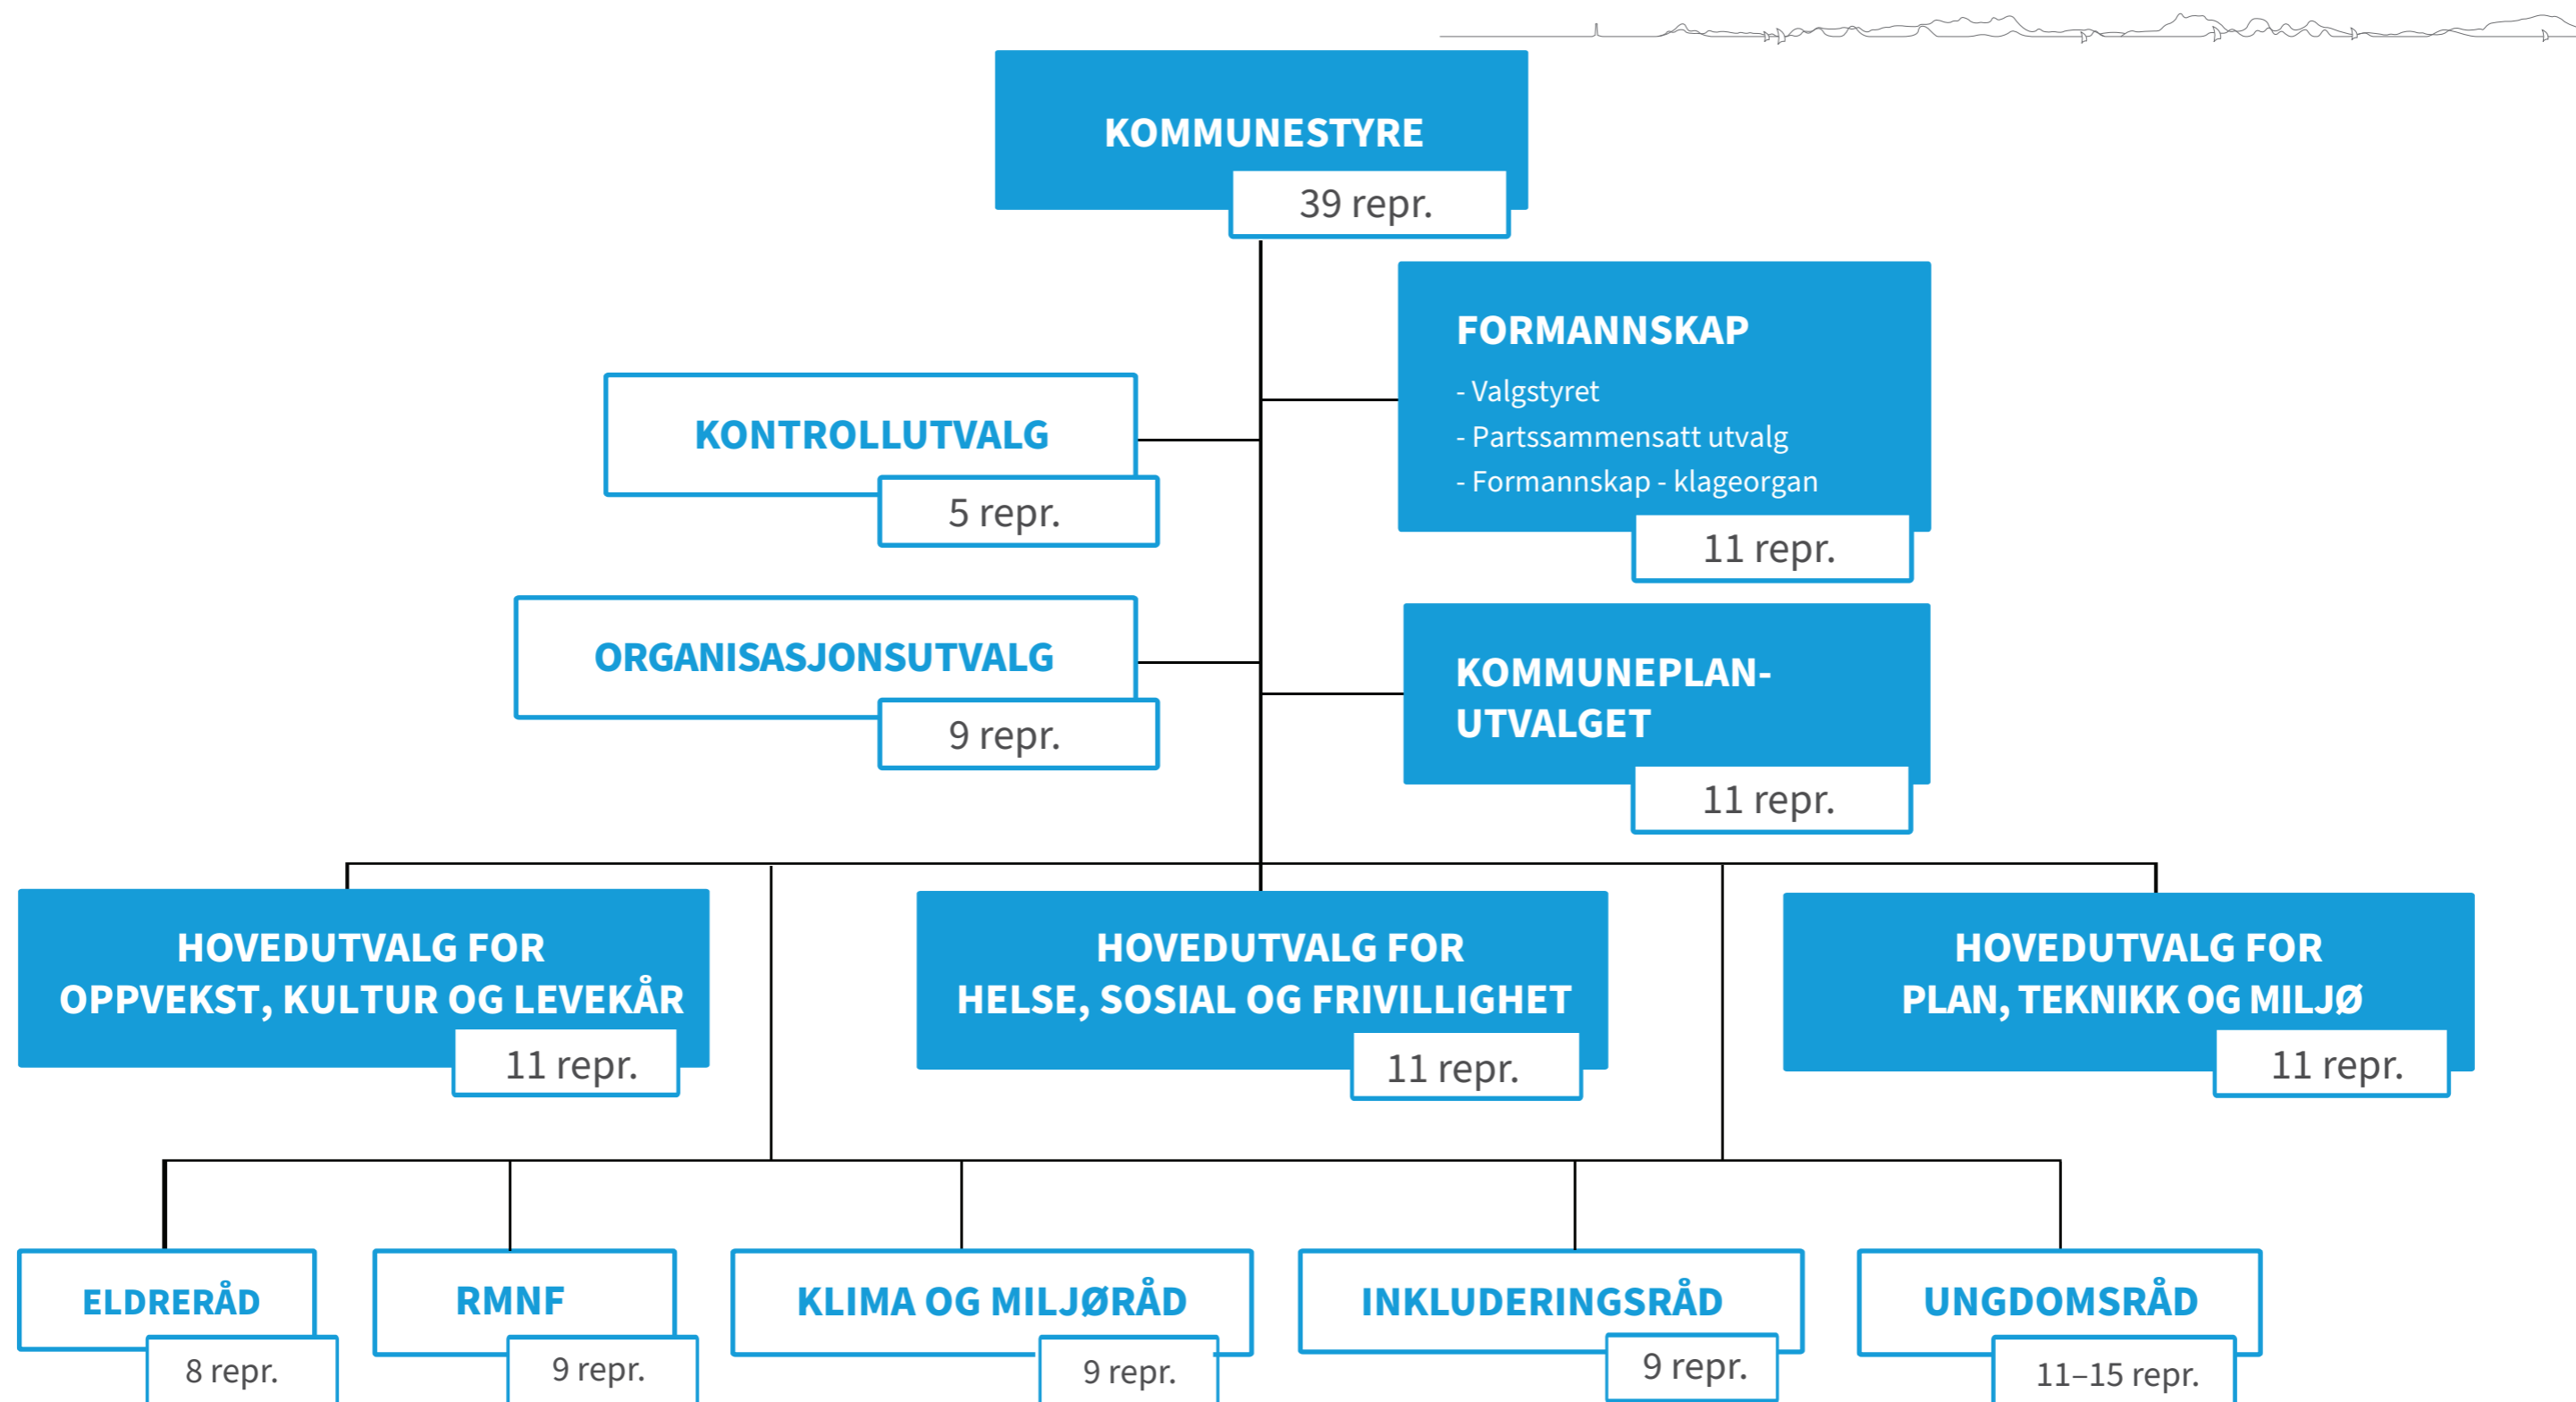 KOMMUNESTYRE
39 repr.
FORMANNSKAP
- Valgstyret
- Partssammensatt utvalg
- Formannskap - klageorgan
11 repr.
KONTROLLUTVALG
5 repr.
ORGANISASJONSUTVALG
9 repr.
KOMMUNEPLAN-
UTVALGET
11 repr.
HOVEDUTVALG FOR
OPPVEKST, KULTUR OG LEVEKÅR
11 repr.
HOVEDUTVALG FOR
HELSE, SOSIAL OG FRIVILLIGHET
11 repr.
HOVEDUTVALG FOR
PLAN, TEKNIKK OG MILJØ
11 repr.
ELDRERÅD
8 repr.
RMNF
9 repr.
KLIMA OG MILJØRÅD
9 repr.
INKLUDERINGSRÅD
9 repr.
UNGDOMSRÅD
11–15 repr.